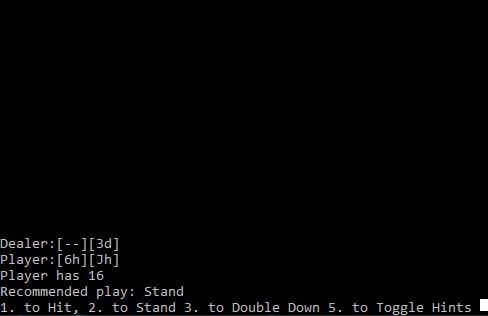 Dealer:[--][3d]
Player:[6h][Jh]
Player has 16
Recommended play: Stand
1. to Hit, 2. to Stand 3. to Double Down 5. to Toggle Hints